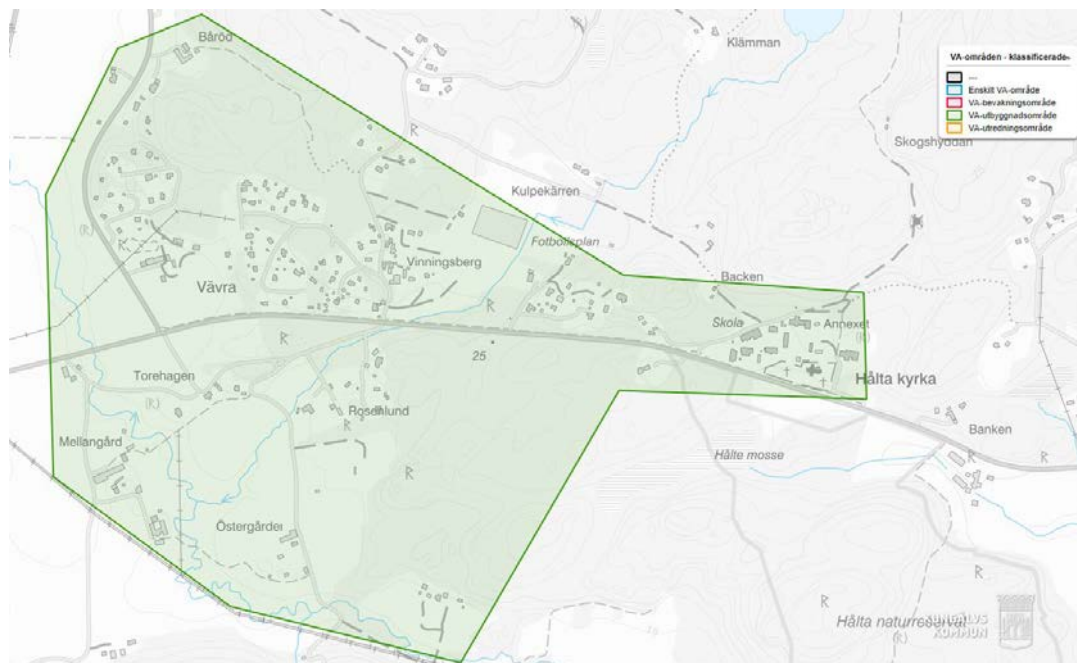 Båröd
Klämman
VA-områden - klassificerade-
---
Enskilt VA-område
VA-bevakningsområde
VA-utbyggnadsområde
VA-utredningsområde
R
Skogshyddan
Kulpekärren
(R)
Fotbollsplan
Vinningsberg
Backen
Vävra
R
Skola
Annexet
(R)
R
R
25
Torehagen
(R)
Hålta kyrka
Rosenlund
R
Banken
Mellangård
Hålte mosse
R
R
R
Östergårder
R
R
Hålta naturreservat
(R)
KUNGÄLVS
KOMMUN